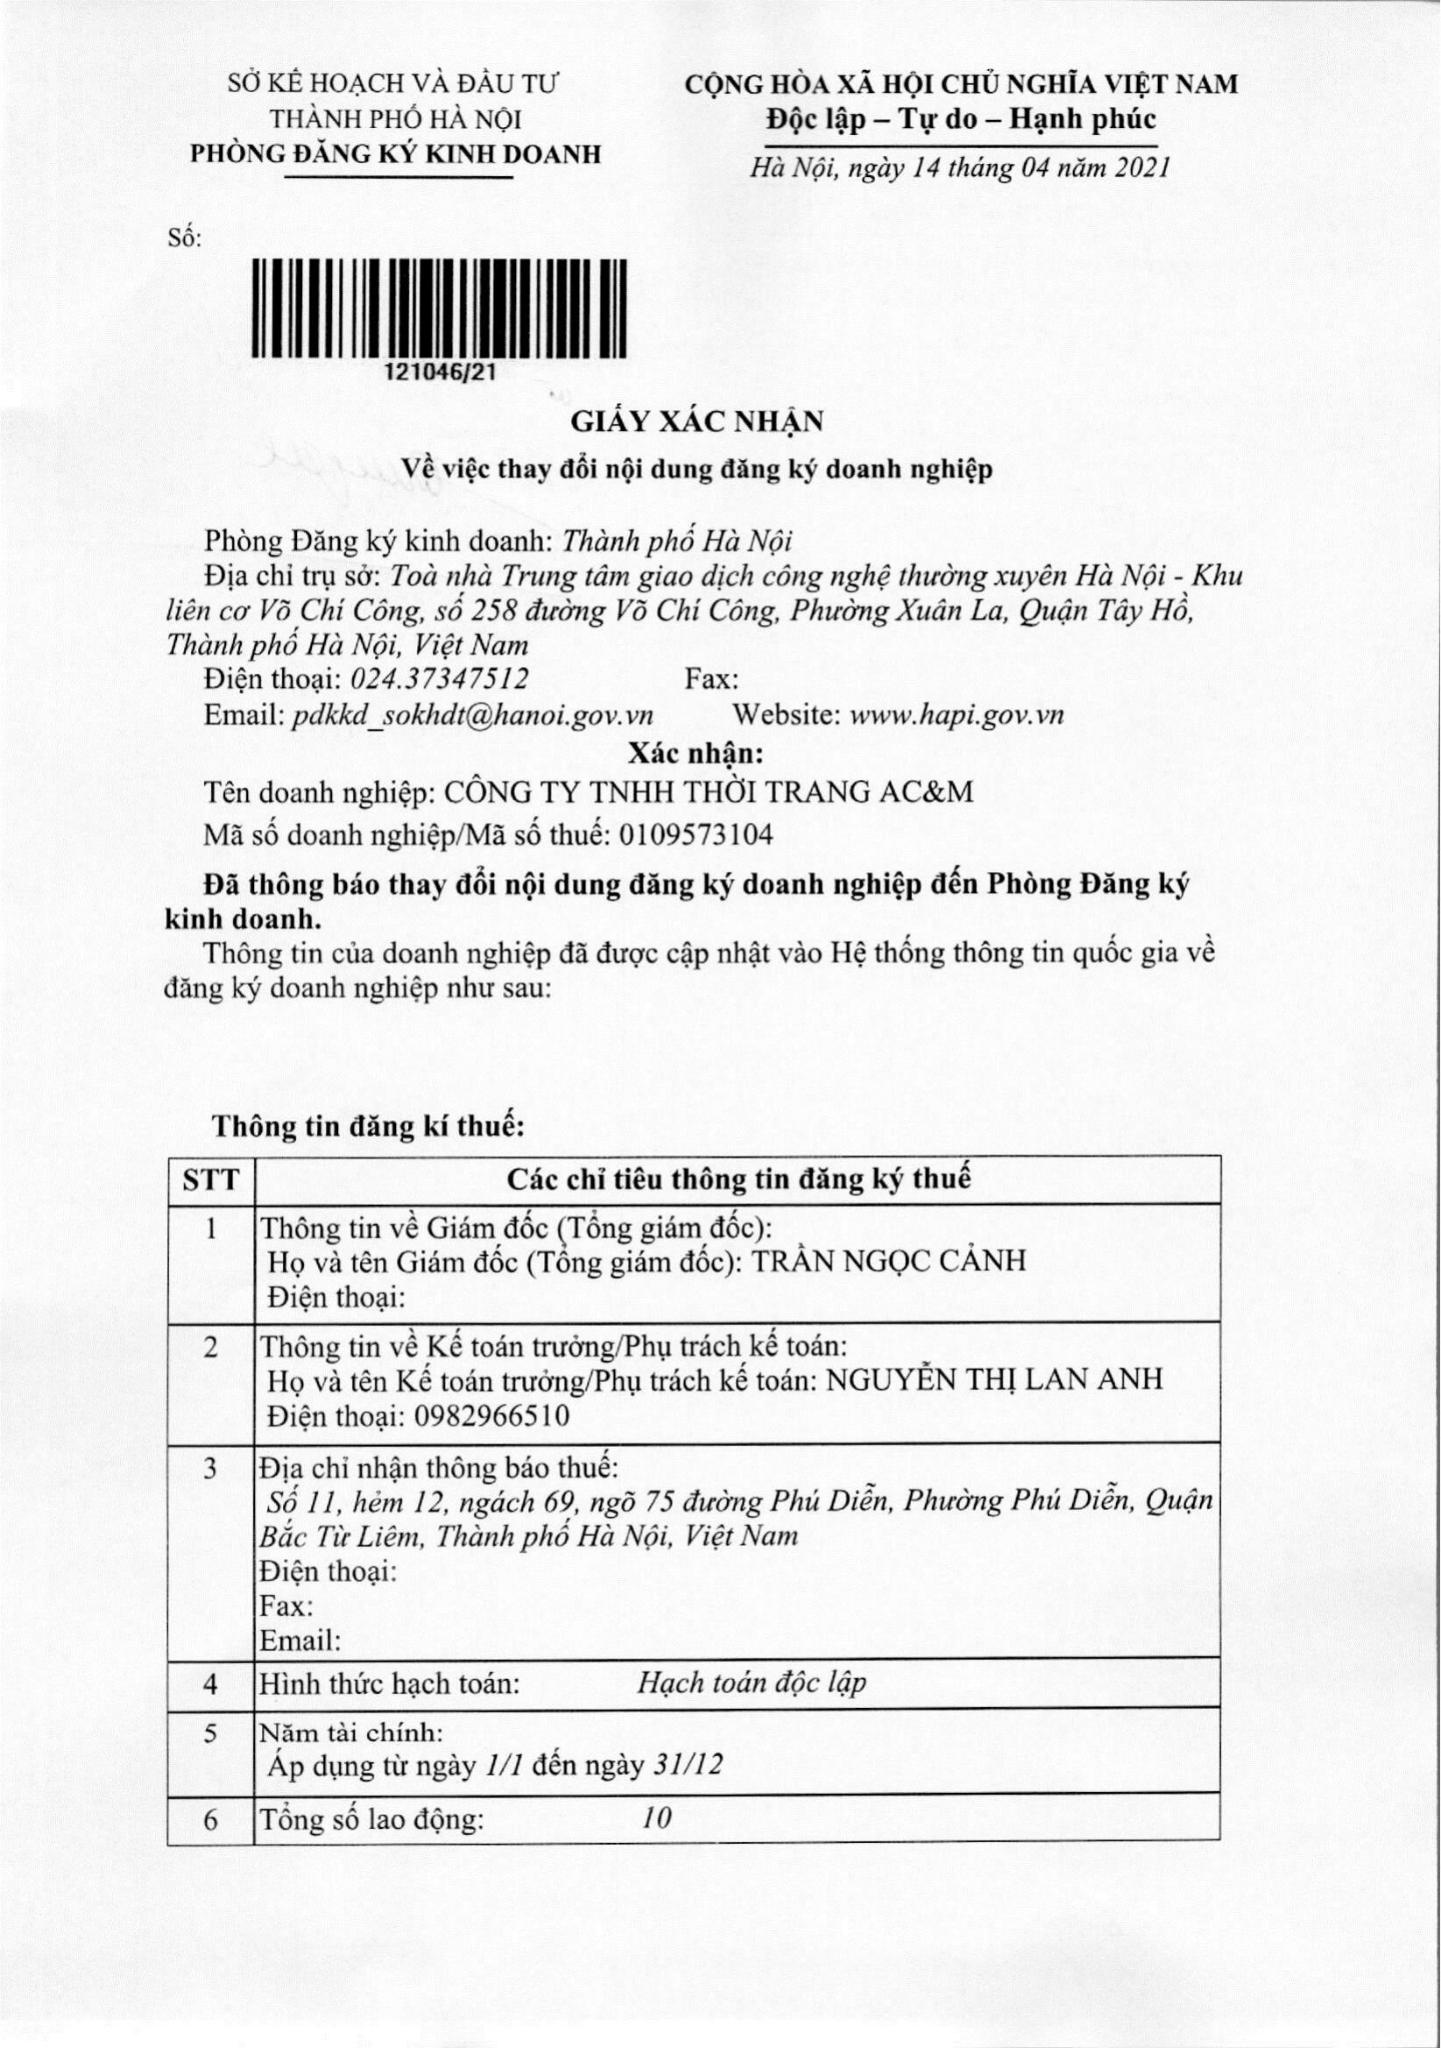 SỞ KẾ HOẠCH VÀ ĐẦU TƯ
THÀNH PHỐ HÀ NỘI
PHÒNG ĐĂNG KÝ KINH DOANH
CỘNG HÒA XÃ HỘI CHỦ NGHĨA VIỆT NAM
Độc lập – Tự do – Hạnh phúc
Hà Nội, ngày 14 tháng 04 năm 2021
Số:
121046/21
GIẤY XÁC NHẬN
Về việc thay đổi nội dung đăng ký doanh nghiệp
Phòng Đăng ký kinh doanh: Thành phố Hà Nội
Địa chỉ trụ sở: Toà nhà Trung tâm giao dịch công nghệ thường xuyên Hà Nội - Khu
liên cơ Võ Chí Công, số 258 đường Võ Chí Công, Phường Xuân La, Quận Tây Hồ,
Thành phố Hà Nội, Việt Nam
Điện thoại: 024.37347512 Fax:
Email: pdkkd_sokhdt@hanoi.gov.vn Website: www.hapi.gov.vn
Xác nhận:
Tên doanh nghiệp: CÔNG TY TNHH THỜI TRANG AC&M
Mã số doanh nghiệp/Mã số thuế: 0109573104
Đã thông báo thay đổi nội dung đăng ký doanh nghiệp đến Phòng Đăng ký
kinh doanh.
Thông tin của doanh nghiệp đã được cập nhật vào Hệ thống thông tin quốc gia về
đăng ký doanh nghiệp như sau:
Thông tin đăng kí thuế:
STT Các chỉ tiêu thông tin đăng ký thuế
1 Thông tin về Giám đốc (Tổng giám đốc):
Họ và tên Giám đốc (Tổng giám đốc): TRẦN NGỌC CẢNH
Điện thoại:
2 Thông tin về Kế toán trưởng/Phụ trách kế toán:
Họ và tên Kế toán trưởng/Phụ trách kế toán: NGUYỄN THỊ LAN ANH
Điện thoại: 0982966510
3 Địa chỉ nhận thông báo thuế:
Số 11, hẻm 12, ngách 69, ngõ 75 đường Phú Diễn, Phường Phú Diễn, Quận
Bắc Từ Liêm, Thành phố Hà Nội, Việt Nam
Điện thoại:
Fax:
Email:
4 Hình thức hạch toán: Hạch toán độc lập
5 Năm tài chính:
Áp dụng từ ngày 1/1 đến ngày 31/12
6 Tổng số lao động: 10